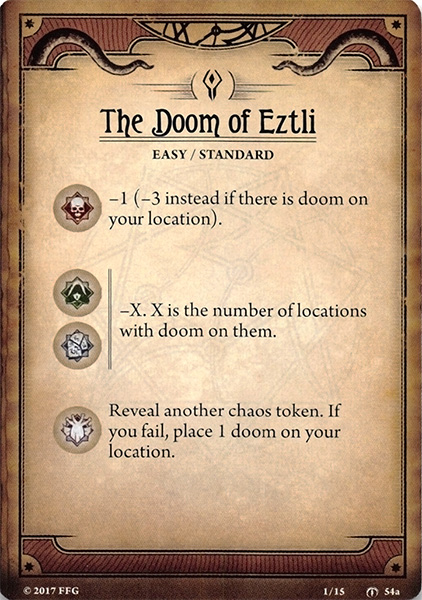 The Doom of Eztli
EASY / STANDARD
–1 (–3 instead if there is doom on
your location).
–X. X is the number of locations
with doom on them.
Reveal another chaos token. If
you fail, place 1 doom on your
location.
© 2017 FFG
1/15
54a